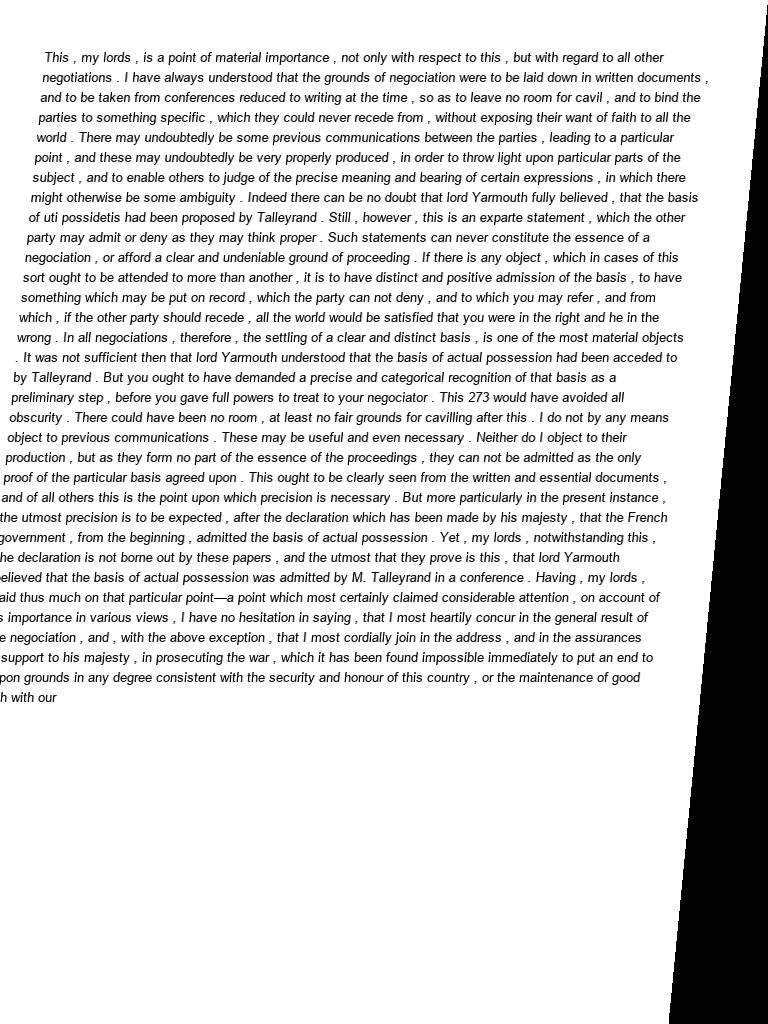 This , my lords , is a point of material importance , not only with respect to this , but with regard to all other
negotiations . I have always understood that the grounds of negociation were to be laid down in written documents ,
and to be taken from conferences reduced to writing at the time , so as to leave no room for cavil , and to bind the
parties to something specific , which they could never recede from , without exposing their want of faith to all the
world . There may undoubtedly be some previous communications between the parties , leading to a particular
point , and these may undoubtedly be very properly produced , in order to throw light upon particular parts of the
subject , and to enable others to judge of the precise meaning and bearing of certain expressions , in which there
might otherwise be some ambiguity . Indeed there can be no doubt that lord Yarmouth fully believed , that the basis
of uti possidetis had been proposed by Talleyrand . Still , however , this is an exparte statement , which the other
party may admit or deny as they may think proper . Such statements can never constitute the essence of a
negociation , or afford a clear and undeniable ground of proceeding . If there is any object , which in cases of this
sort ought to be attended to more than another , it is to have distinct and positive admission of the basis , to have
something which may be put on record , which the party can not deny , and to which you may refer , and from
which , if the other party should recede , all the world would be satisfied that you were in the right and he in the
wrong . In all negociations , therefore , the settling of a clear and distinct basis , is one of the most material objects
. It was not sufficient then that lord Yarmouth understood that the basis of actual possession had been acceded to
by Talleyrand . But you ought to have demanded a precise and categorical recognition of that basis as a
preliminary step , before you gave full powers to treat to your negociator . This 273 would have avoided all
obscurity . There could have been no room , at least no fair grounds for cavilling after this . I do not by any means
object to previous communications . These may be useful and even necessary . Neither do I object to their
production , but as they form no part of the essence of the proceedings , they can not be admitted as the only
proof of the particular basis agreed upon . This ought to be clearly seen from the written and essential documents ,
and of all others this is the point upon which precision is necessary . But more particularly in the present instance ,
the utmost precision is to be expected , after the declaration which has been made by his majesty , that the French
government , from the beginning , admitted the basis of actual possession . Yet , my lords , notwithstanding this ,
he declaration is not borne out by these papers , and the utmost that they prove is this , that lord Yarmouth
elieved that the basis of actual possession was admitted by M. Talleyrand in a conference . Having , my lords ,
aid thus much on that particular point—a point which most certainly claimed considerable attention , on account of
s importance in various views , I have no hesitation in saying , that I most heartily concur in the general result of
e negociation , and , with the above exception , that I most cordially join in the address , and in the assurances
support to his majesty , in prosecuting the war , which it has been found impossible immediately to put an end to
pon grounds in any degree consistent with the security and honour of this country , or the maintenance of good
h with our